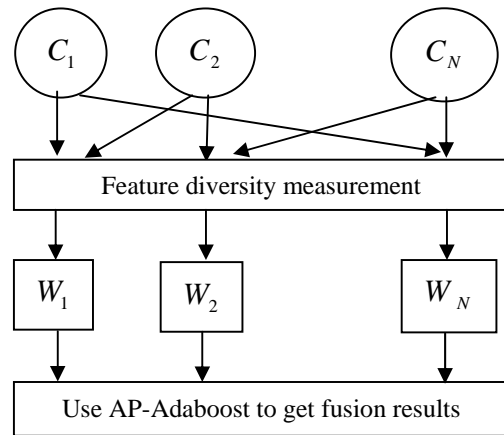 C1 C2 CN
Feature diversity measurement
W1 W2 WN
Use AP-Adaboost to get fusion results